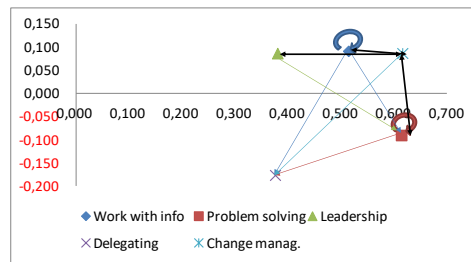 0,150
0,100
0,050
0,000
0,000 0,100 0,200 0,300 0,400 0,500 0,600 0,700
-0,050
-0,100
-0,150
-0,200
Work with info Problem solving Leadership
Delegating Change manag.